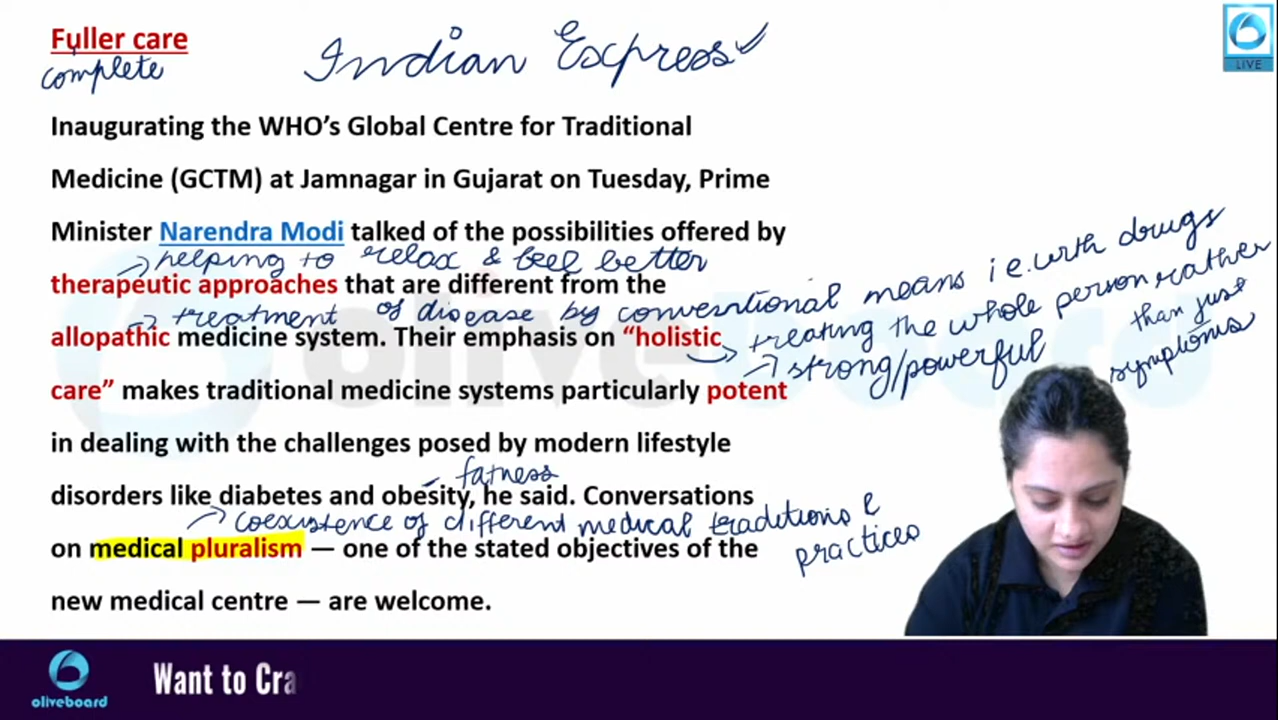 Fuller care
complete
Indian Express
LIVE
Inaugurating the WHO's Global Centre for Traditional
Medicine (GCTM) at Jamnagar in Gujarat on Tuesday, Prime
Minister Narendra Modi talked of the possibilities offered by
helping to relax & feel better
therapeutic approaches that are different from the
treatment of disease by conventional means i.e. with drugs
allopathic medicine system. Their emphasis on "holistic
treating the whole person rather
than just
symptoms
strong/powerful
care" makes traditional medicine systems particularly potent
in dealing with the challenges posed by modern lifestyle
fatness
disorders like diabetes and obesity, he said. Conversations
coexistence of different medical traditions &
practices
on medical pluralism — one of the stated objectives of the
new medical centre — are welcome.
oliveboard
Want to Cra
oliveboard